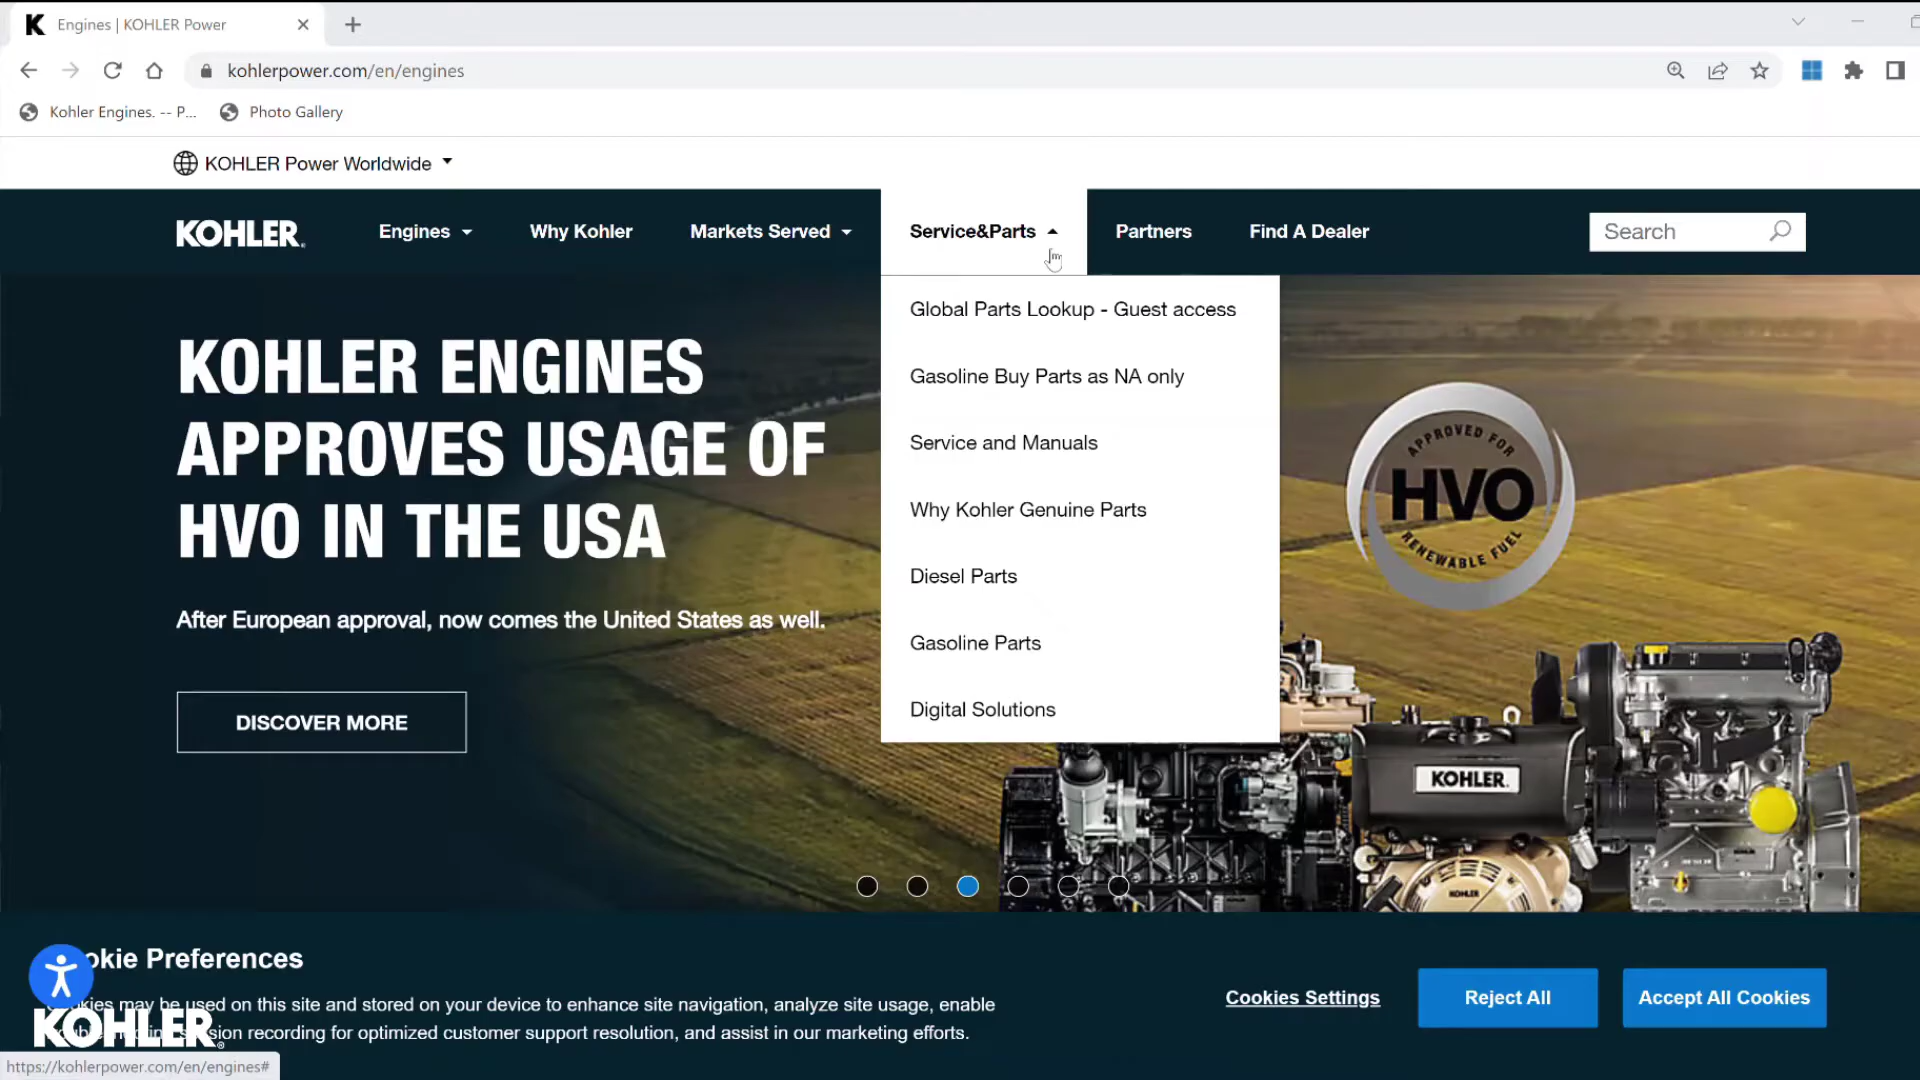 Engines | KOHLER Power
kohlerpower.com/en/engines
Kohler Engines. -- P...
Photo Gallery
KOHLER Power Worldwide
KOHLER.
Engines
Why Kohler
Markets Served
Service&Parts
Partners
Find A Dealer
Search
Global Parts Lookup - Guest access
Gasoline Buy Parts as NA only
Service and Manuals
Why Kohler Genuine Parts
Diesel Parts
Gasoline Parts
Digital Solutions
KOHLER ENGINES
APPROVES USAGE OF
HVO IN THE USA
After European approval, now comes the United States as well.
DISCOVER MORE
APPROVED FOR
HVO
RENEWABLE FUEL
KOHLER.
KOHLER
okie Preferences
kies may be used on this site and stored on your device to enhance site navigation, analyze site usage, enable
ssion recording for optimized customer support resolution, and assist in our marketing efforts.
Cookies Settings
Reject All
Accept All Cookies
KOHLER
https://kohlerpower.com/en/engines#